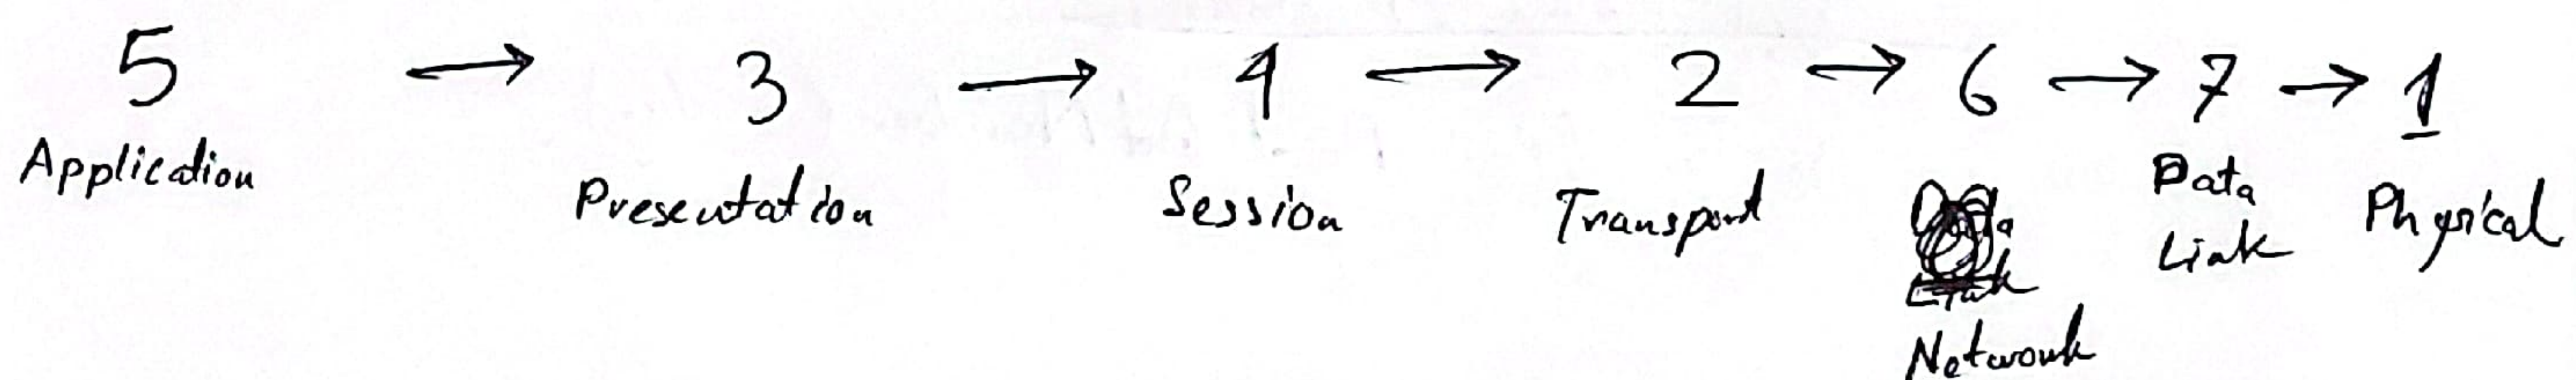 5 → 3 → 4 → 2 → 6 → 7 → 1
Application Presentation Session Transport Data Link Physical
Network